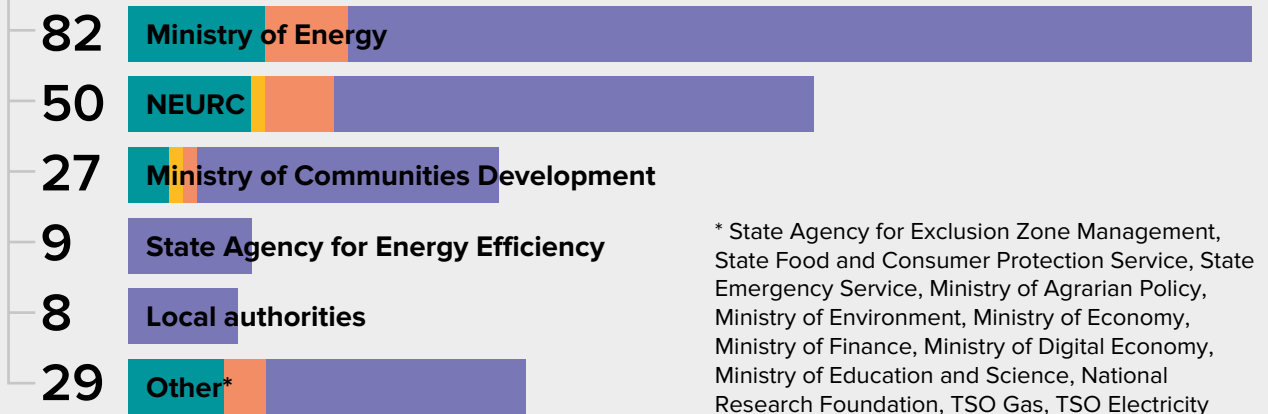 82 Ministry of Energy
50 NEURC
27 Ministry of Communities Development
9 State Agency for Energy Efficiency
8 Local authorities
29 Other*
* State Agency for Exclusion Zone Management,
State Food and Consumer Protection Service, State
Emergency Service, Ministry of Agrarian Policy,
Ministry of Environment, Ministry of Economy,
Ministry of Finance, Ministry of Digital Economy,
Ministry of Education and Science, National
Research Foundation, TSO Gas, TSO Electricity